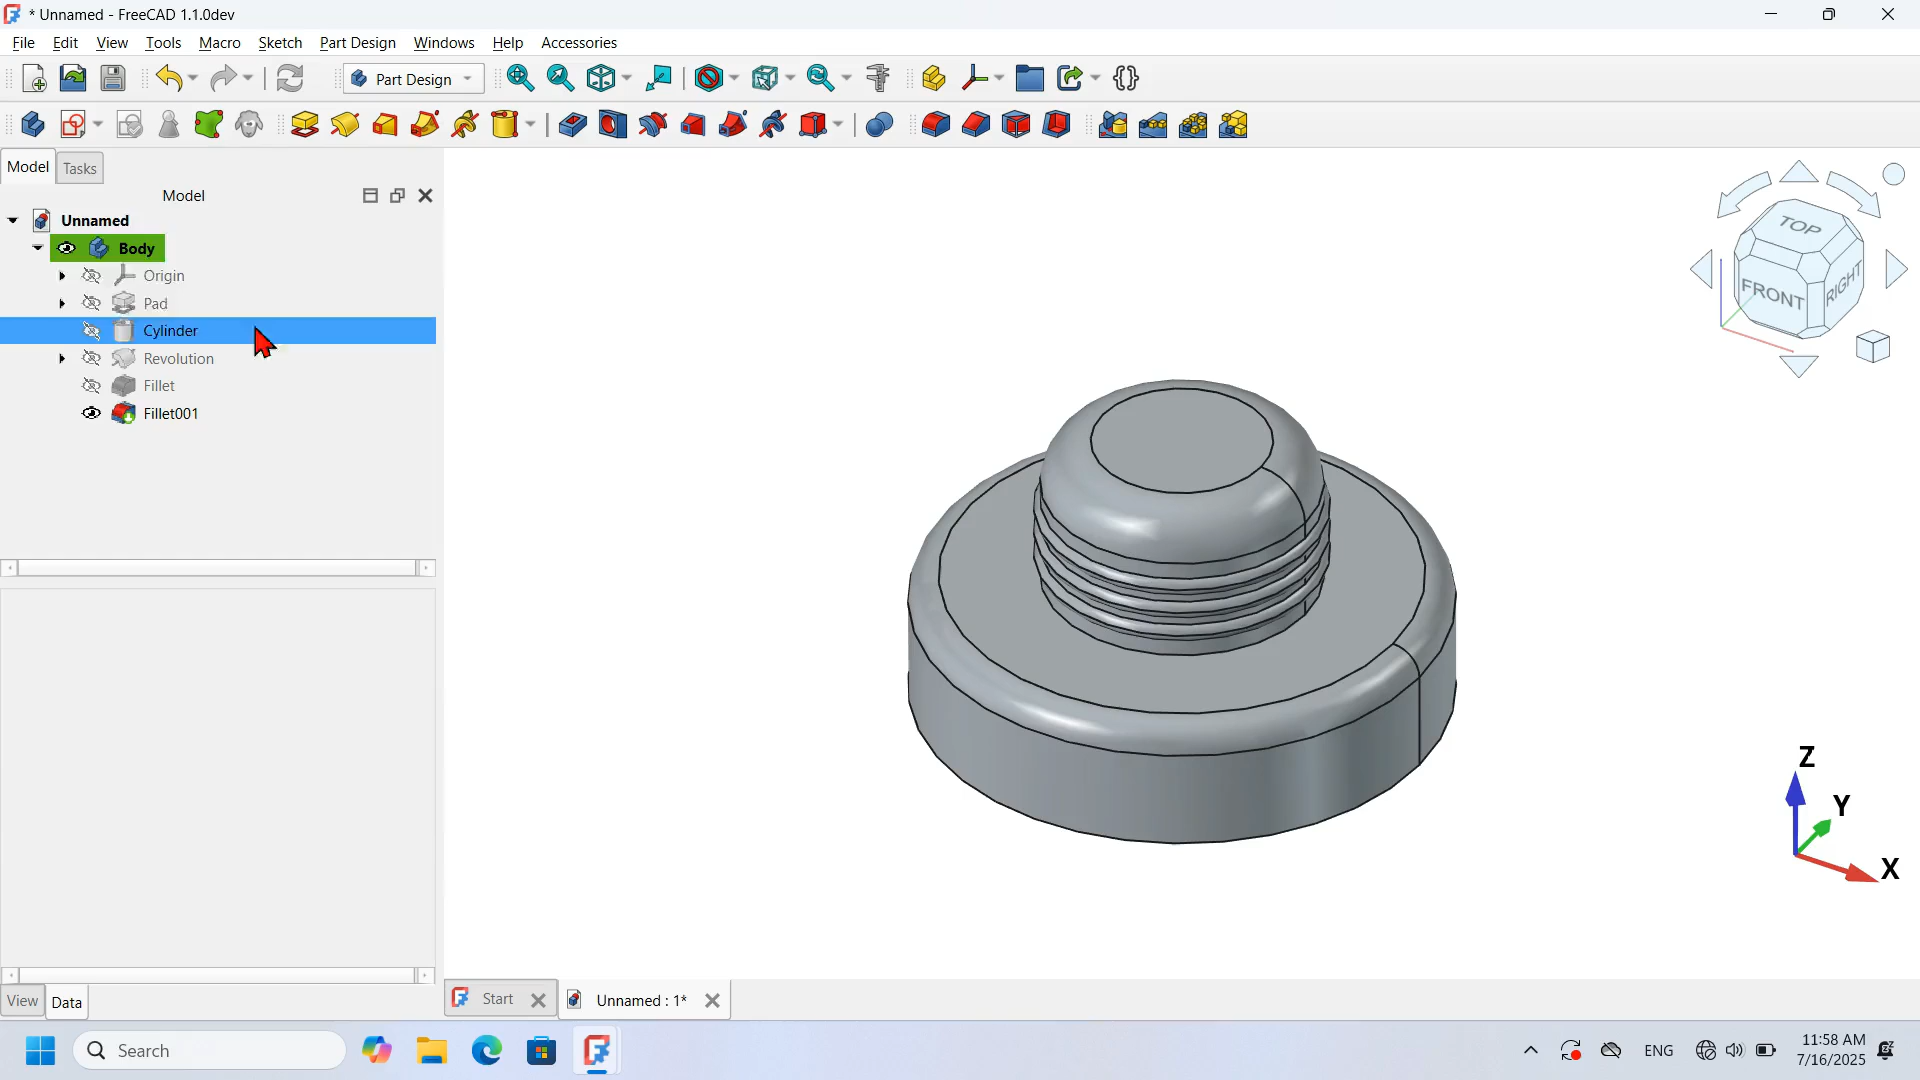 * Unnamed - FreeCAD 1.1.0dev
File Edit View Tools Macro Sketch Part Design Windows Help Accessories
Part Design
Model Tasks
Model
Unnamed
Body
Origin
Pad
Cylinder
Revolution
Fillet
Fillet001
TOP
FRONT
RIGHT
Z
Y
X
View Data
Start
Unnamed : 1*
Search
ENG
11:58 AM
7/16/2025